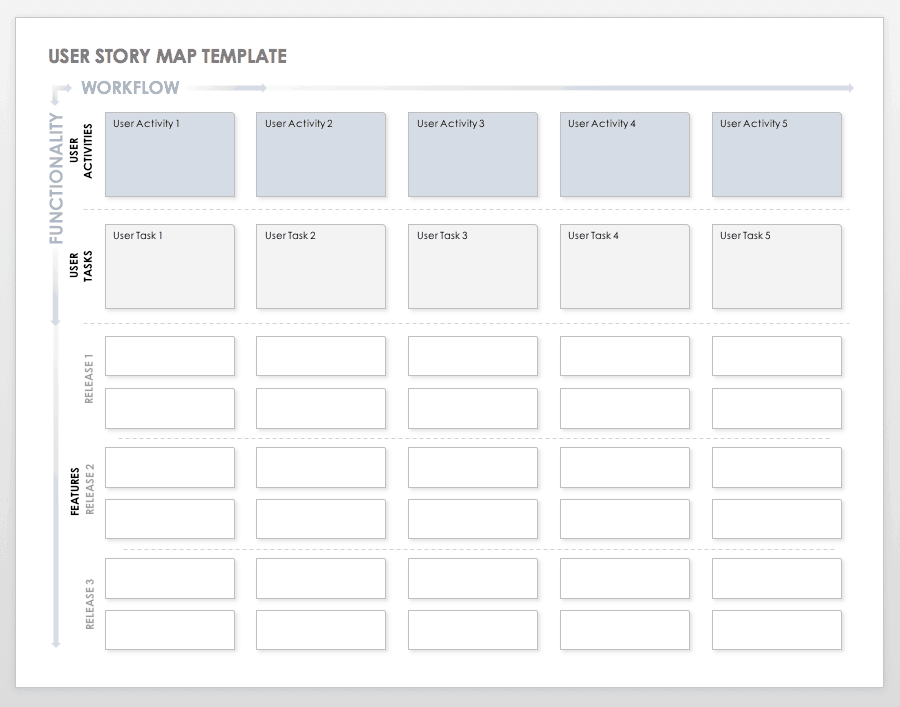 USER STORY MAP TEMPLATE
WORKFLOW
FUNCTIONALITY
USER
ACTIVITIES
User Activity 1
User Activity 2
User Activity 3
User Activity 4
User Activity 5
USER
TASKS
User Task 1
User Task 2
User Task 3
User Task 4
User Task 5
FEATURES
RELEASE 1
RELEASE 2
RELEASE 3